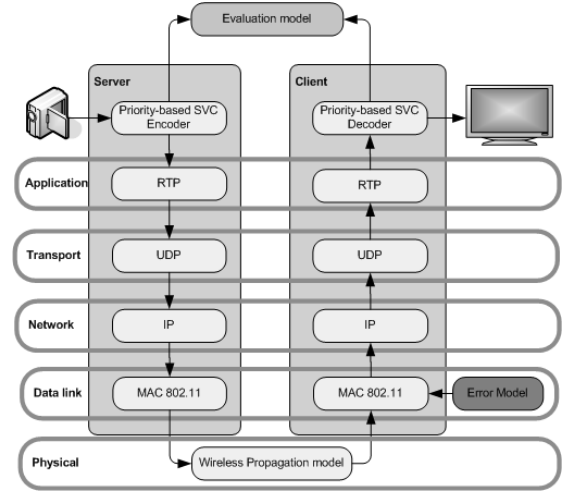 Evaluation model
Server
Client
Priority-based SVC
Encoder
Priority-based SVC
Decoder
Application
RTP
RTP
Transport
UDP
UDP
Network
IP
IP
Data link
MAC 802.11
MAC 802.11
Error Model
Physical
Wireless Propagation model